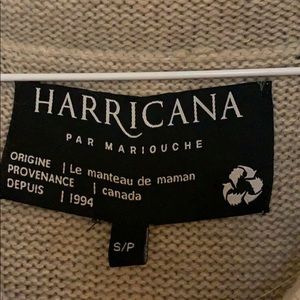 HARRICANA
PAR MARIOUCHE
ORIGINE | Le manteau de maman
PROVENANCE | canada
DEPUIS | 1994
S/P